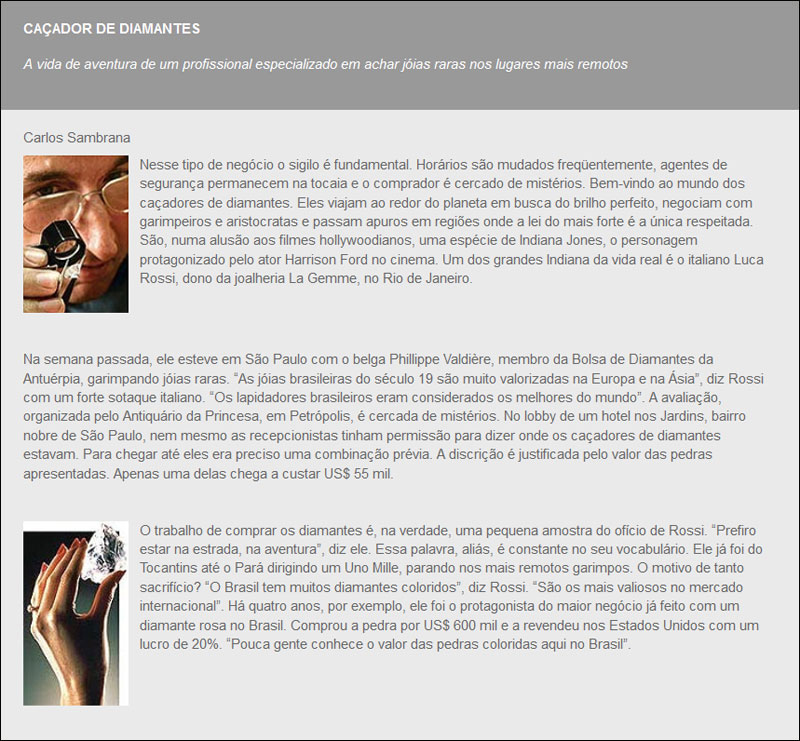 CAÇADOR DE DIAMANTES
A vida de aventura de um profissional especializado em achar jóias raras nos lugares mais remotos
Carlos Sambrana
Nesse tipo de negócio o sigilo é fundamental. Horários são mudados freqüentemente, agentes de
segurança permanecem na tocaia e o comprador é cercado de mistérios. Bem-vindo ao mundo dos
caçadores de diamantes. Eles viajam ao redor do planeta em busca do brilho perfeito, negociam com
garimpeiros e aristocratas e passam apuros em regiões onde a lei do mais forte é a única respeitada.
São, numa alusão aos filmes hollywoodianos, uma espécie de Indiana Jones, o personagem
protagonizado pelo ator Harrison Ford no cinema. Um dos grandes Indiana da vida real é o italiano Luca
Rossi, dono da joalheria La Gemme, no Rio de Janeiro.
Na semana passada, ele esteve em São Paulo com o belga Phillippe Valdière, membro da Bolsa de Diamantes da
Antuérpia, garimpando jóias raras. “As jóias brasileiras do século 19 são muito valorizadas na Europa e na Ásia”, diz Rossi
com um forte sotaque italiano. “Os lapidadores brasileiros eram considerados os melhores do mundo”. A avaliação,
organizada pelo Antiquário da Princesa, em Petrópolis, é cercada de mistérios. No lobby de um hotel nos Jardins, bairro
nobre de São Paulo, nem mesmo as recepcionistas tinham permissão para dizer onde os caçadores de diamantes
estavam. Para chegar até eles era preciso uma combinação prévia. A discrição é justificada pelo valor das pedras
apresentadas. Apenas uma delas chega a custar US$ 55 mil.
O trabalho de comprar os diamantes é, na verdade, uma pequena amostra do ofício de Rossi. “Prefiro
estar na estrada, na aventura”, diz ele. Essa palavra, aliás, é constante no seu vocabulário. Ele já foi do
Tocantins até o Pará dirigindo um Uno Mille, parando nos mais remotos garimpos. O motivo de tanto
sacrifício? “O Brasil tem muitos diamantes coloridos”, diz Rossi. “São os mais valiosos no mercado
internacional”. Há quatro anos, por exemplo, ele foi o protagonista do maior negócio já feito com um
diamante rosa no Brasil. Comprou a pedra por US$ 600 mil e a revendeu nos Estados Unidos com um
lucro de 20%. “Pouca gente conhece o valor das pedras coloridas aqui no Brasil”.